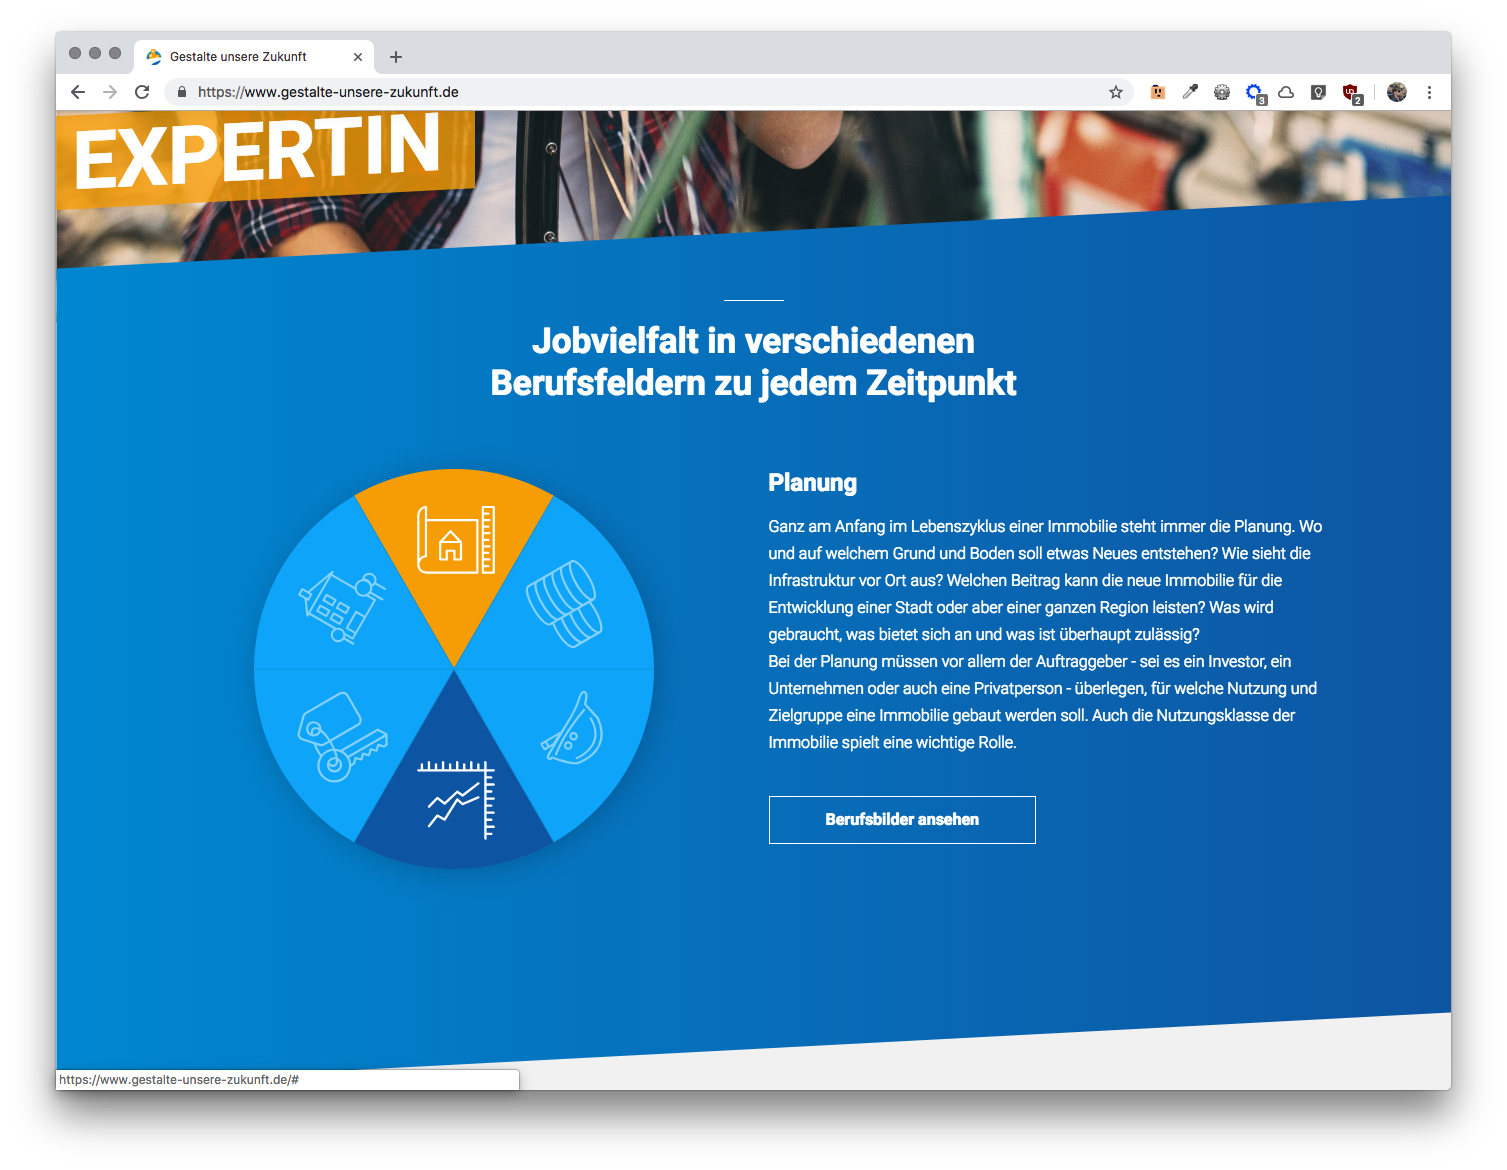 Gestalte unsere Zukunft
https://www.gestalte-unsere-zukunft.de
3
2
EXPERTIN
Jobvielfalt in verschiedenen
Berufsfeldern zu jedem Zeitpunkt
Planung
Ganz am Anfang im Lebenszyklus einer Immobilie steht immer die Planung. Wo
und auf welchem Grund und Boden soll etwas Neues entstehen? Wie sieht die
Infrastruktur vor Ort aus? Welchen Beitrag kann die neue Immobilie für die
Entwicklung einer Stadt oder aber einer ganzen Region leisten? Was wird
gebraucht, was bietet sich an und was ist überhaupt zulässig?
Bei der Planung müssen vor allem der Auftraggeber - sei es ein Investor, ein
Unternehmen oder auch eine Privatperson - überlegen, für welche Nutzung und
Zielgruppe eine Immobilie gebaut werden soll. Auch die Nutzungsklasse der
Immobilie spielt eine wichtige Rolle.
Berufsbilder ansehen
https://www.gestalte-unsere-zukunft.de/#